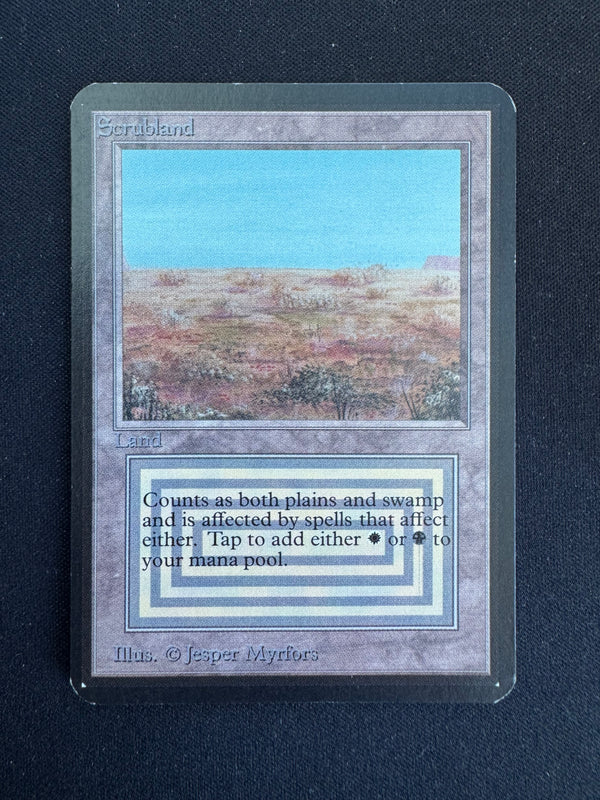 Scrubland
Land
Counts as both plains and swamp
and is affected by spells that affect
either. Tap to add either or to
your mana pool.
Illus. © Jesper Myrfors